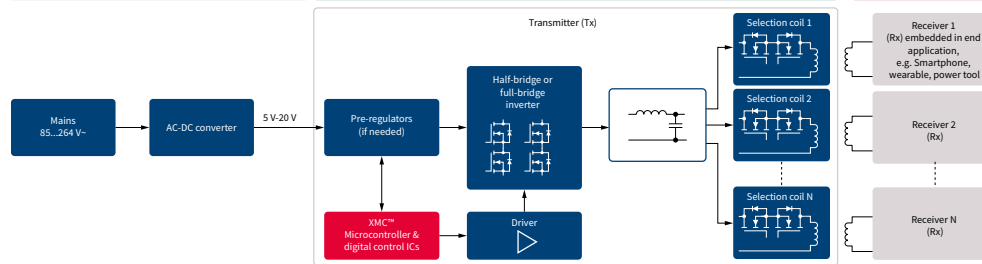 Transmitter (Tx)
Mains
85...264 V~
AC-DC converter
5 V-20 V
Pre-regulators
(if needed)
Half-bridge or
full-bridge
inverter
XMC™
Microcontroller &
digital control ICs
Driver
Selection coil 1
Selection coil 2
Selection coil N
Receiver 1
(Rx) embedded in end
application,
e.g. Smartphone,
wearable, power tool
Receiver 2
(Rx)
Receiver N
(Rx)